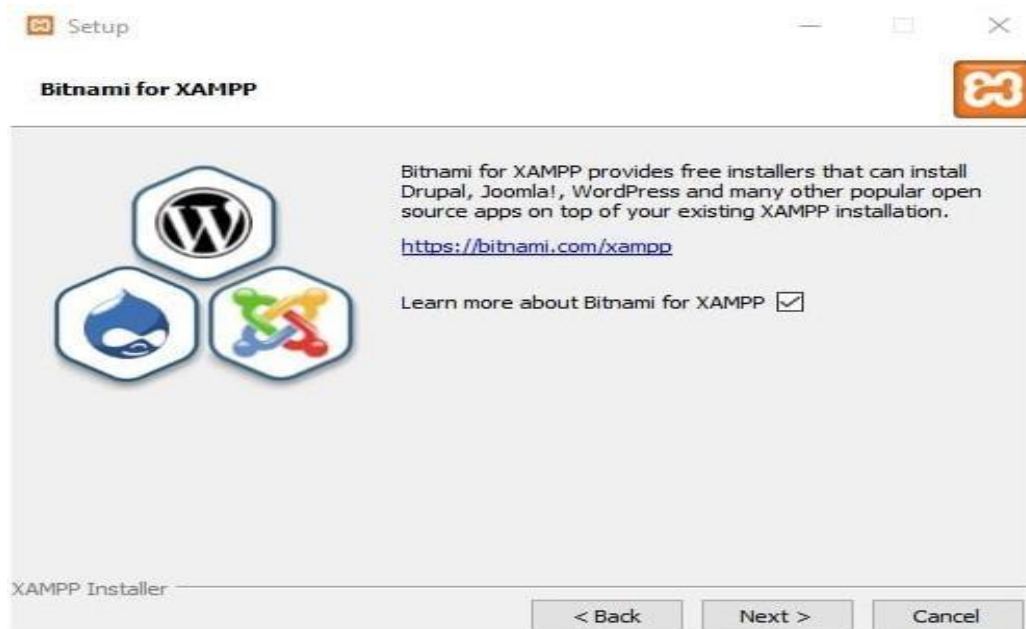 Setup
Bitnami for XAMPP
Bitnami for XAMPP provides free installers that can install
Drupal, Joomla!, WordPress and many other popular open
source apps on top of your existing XAMPP installation.
https://bitnami.com/xampp
Learn more about Bitnami for XAMPP
XAMPP Installer
< Back Next > Cancel